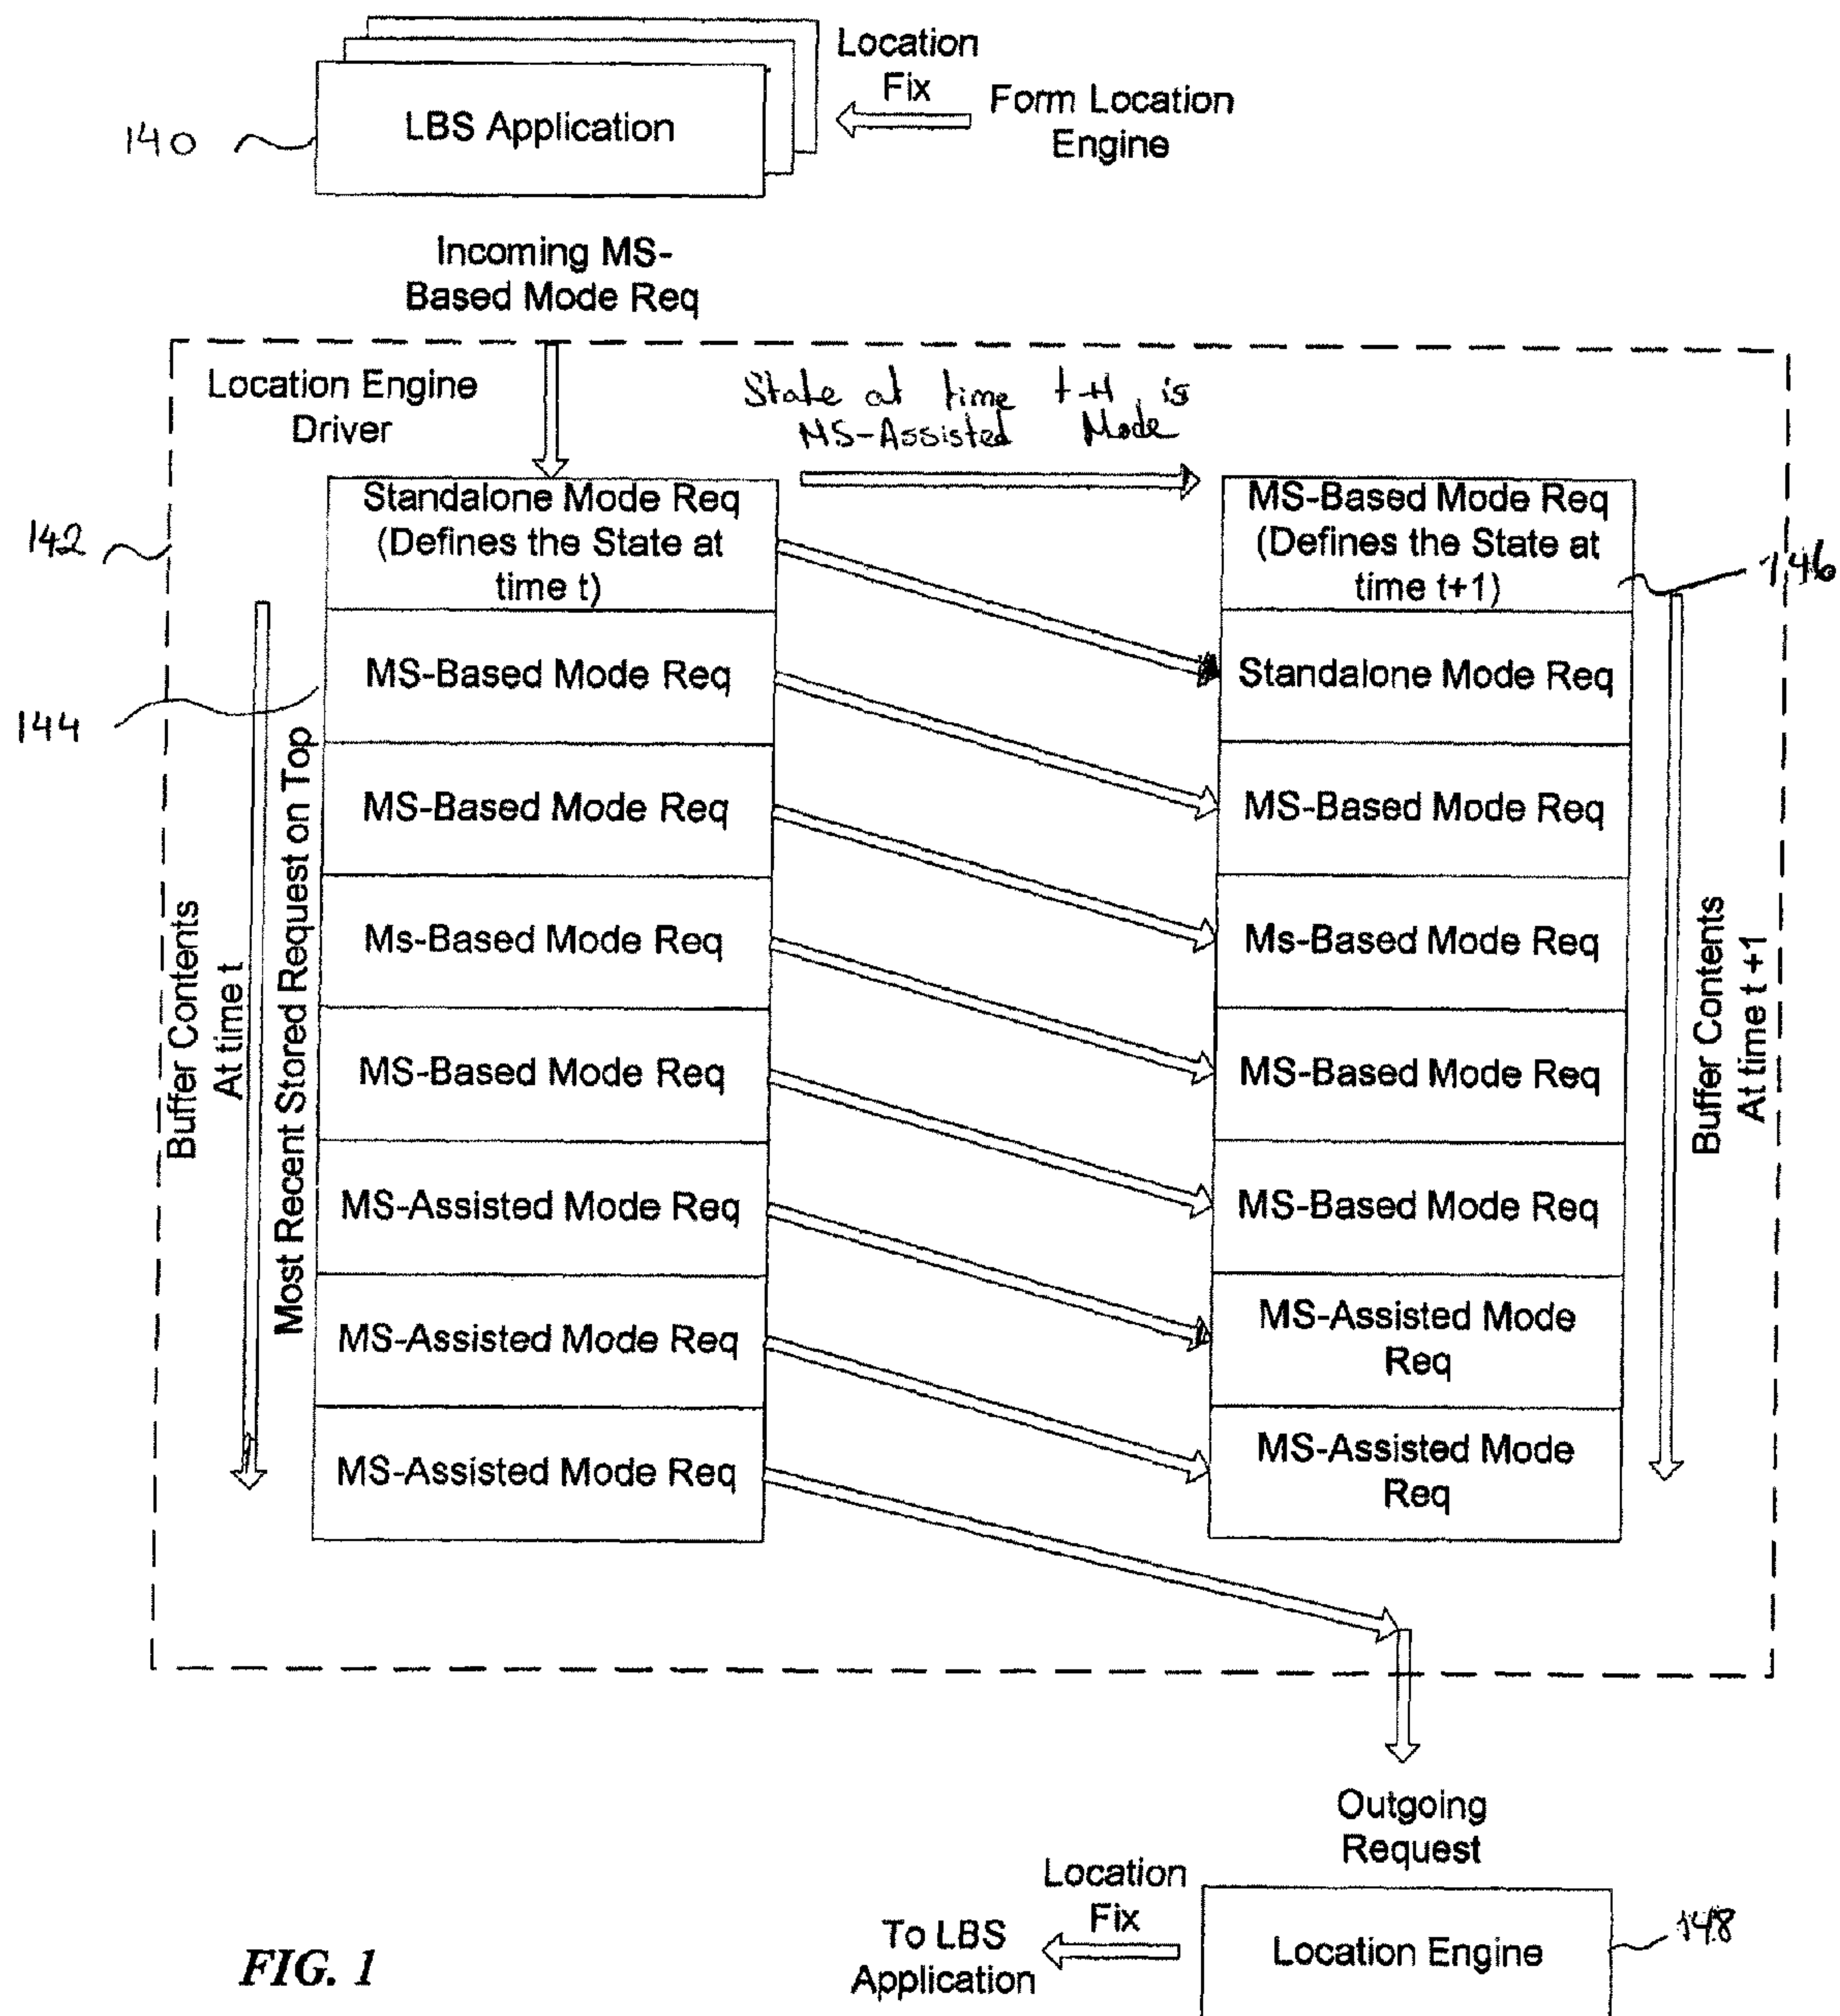 Location
Fix
Form Location
Engine
140
LBS Application
Incoming MS-
Based Mode Req
Location Engine
Driver
State at time t+1 is
MS-Assisted Mode
142
Standalone Mode Req
(Defines the State at
time t)
MS-Based Mode Req
(Defines the State at
time t+1)
146
144
MS-Based Mode Req
Standalone Mode Req
MS-Based Mode Req
MS-Based Mode Req
Ms-Based Mode Req
Ms-Based Mode Req
MS-Based Mode Req
MS-Based Mode Req
MS-Assisted Mode Req
MS-Based Mode Req
MS-Assisted Mode Req
MS-Assisted Mode
Req
MS-Assisted Mode Req
MS-Assisted Mode
Req
Buffer Contents
At time t
Most Recent Stored Request on Top
Buffer Contents
At time t +1
Outgoing
Request
Location
Fix
To LBS
Application
Location Engine
148
FIG. 1